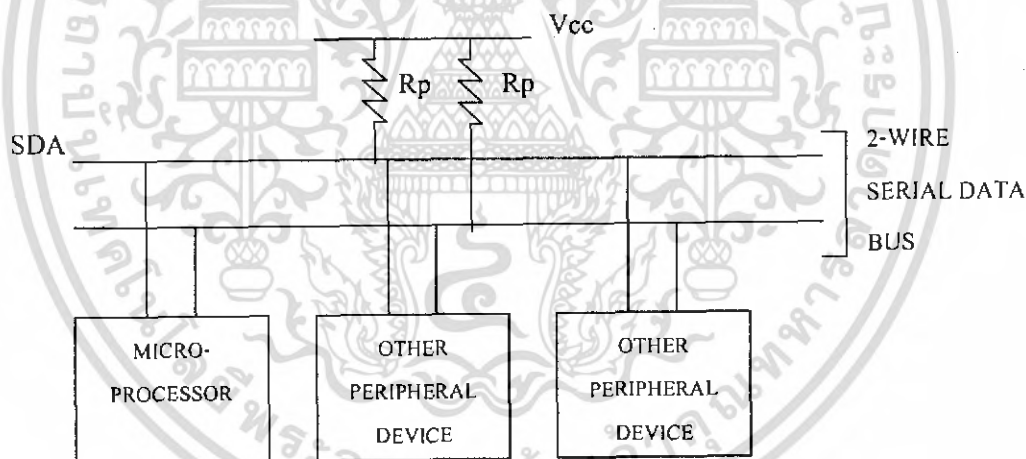 Vcc
Rp Rp
SDA
2-WIRE
SERIAL DATA
BUS
MICRO-
PROCESSOR
OTHER
PERIPHERAL
DEVICE
OTHER
PERIPHERAL
DEVICE